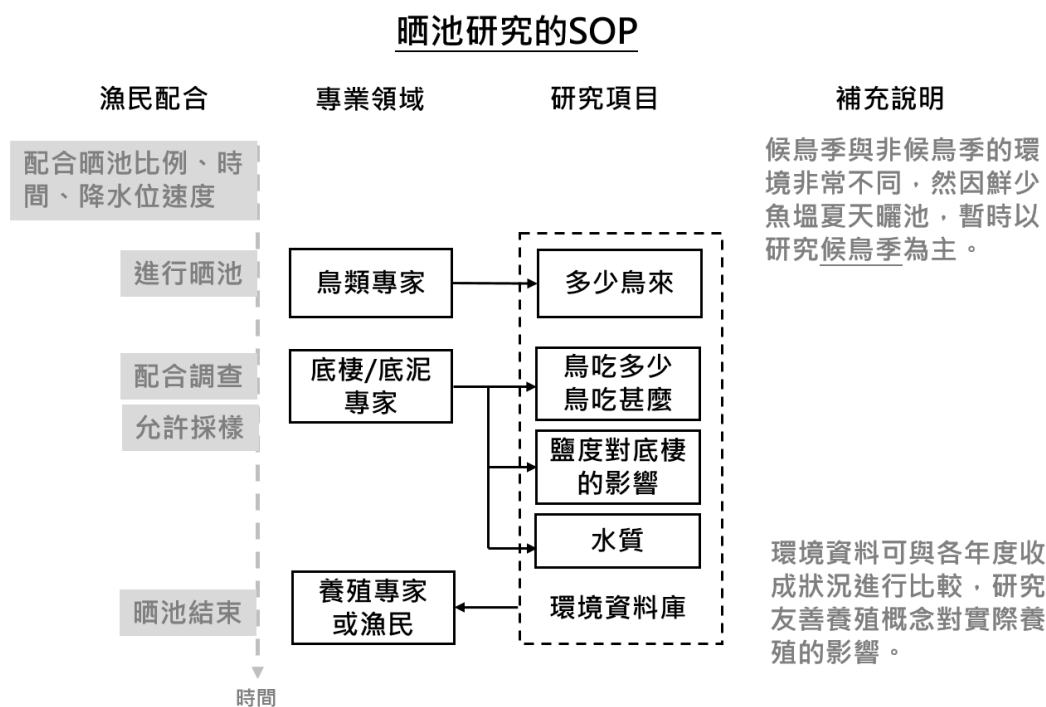 晒池研究的SOP
漁民配合
專業領域
研究項目
補充說明
配合晒池比例、時
間、降水位速度
候鳥季與非候鳥季的環
境非常不同，然因鮮少
魚塭夏天曬池，暫時以
研究候鳥季為主。
進行晒池
鳥類專家
多少鳥來
配合調查
允許採樣
底棲/底泥
專家
鳥吃多少
鳥吃甚麼
鹽度對底棲
的影響
水質
晒池結束
養殖專家
或漁民
環境資料庫
環境資料可與各年度收
成狀況進行比較，研究
友善養殖概念對實際養
殖的影響。
時間